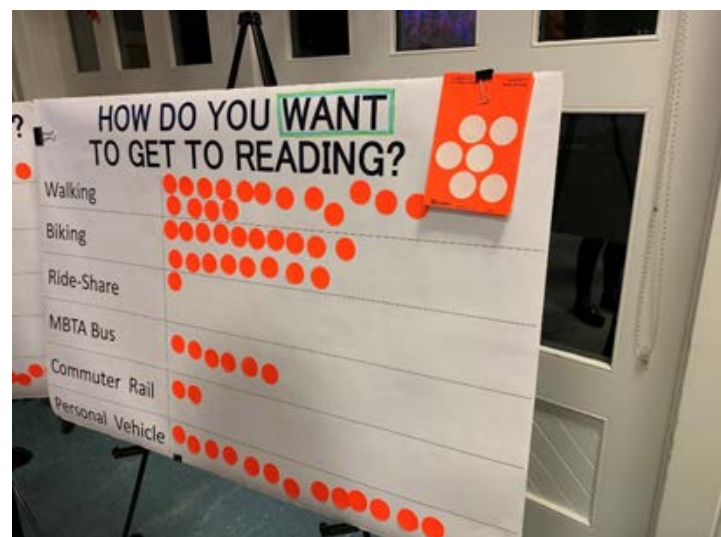 ?
HOW DO YOU WANT
TO GET TO READING?
Walking
Biking
Ride-Share
MBTA Bus
Commuter Rail
Personal Vehicle